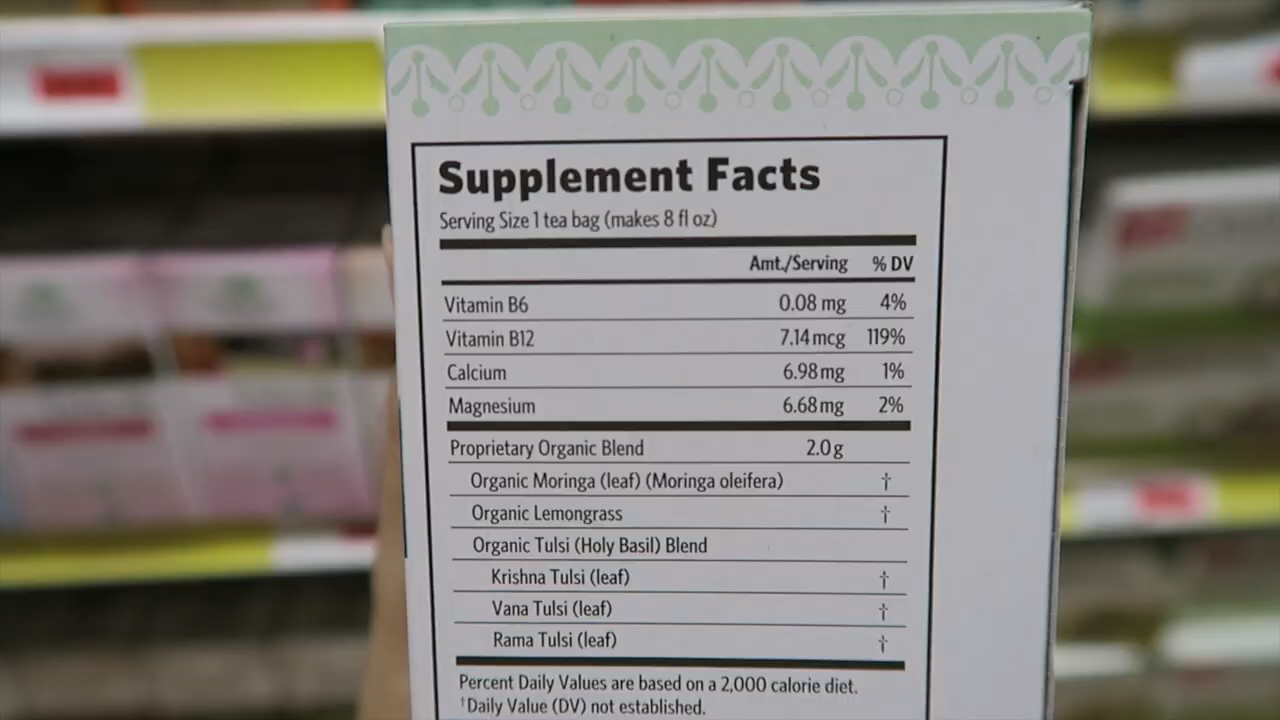 Supplement Facts
Serving Size 1 tea bag (makes 8 fl oz)
Amt./Serving % DV
Vitamin B6 0.08 mg 4%
Vitamin B12 7.14 mcg 119%
Calcium 6.98 mg 1%
Magnesium 6.68 mg 2%
Proprietary Organic Blend 2.0 g
Organic Moringa (leaf) (Moringa oleifera) †
Organic Lemongrass †
Organic Tulsi (Holy Basil) Blend
Krishna Tulsi (leaf) †
Vana Tulsi (leaf) †
Rama Tulsi (leaf) †
Percent Daily Values are based on a 2,000 calorie diet.
†Daily Value (DV) not established.